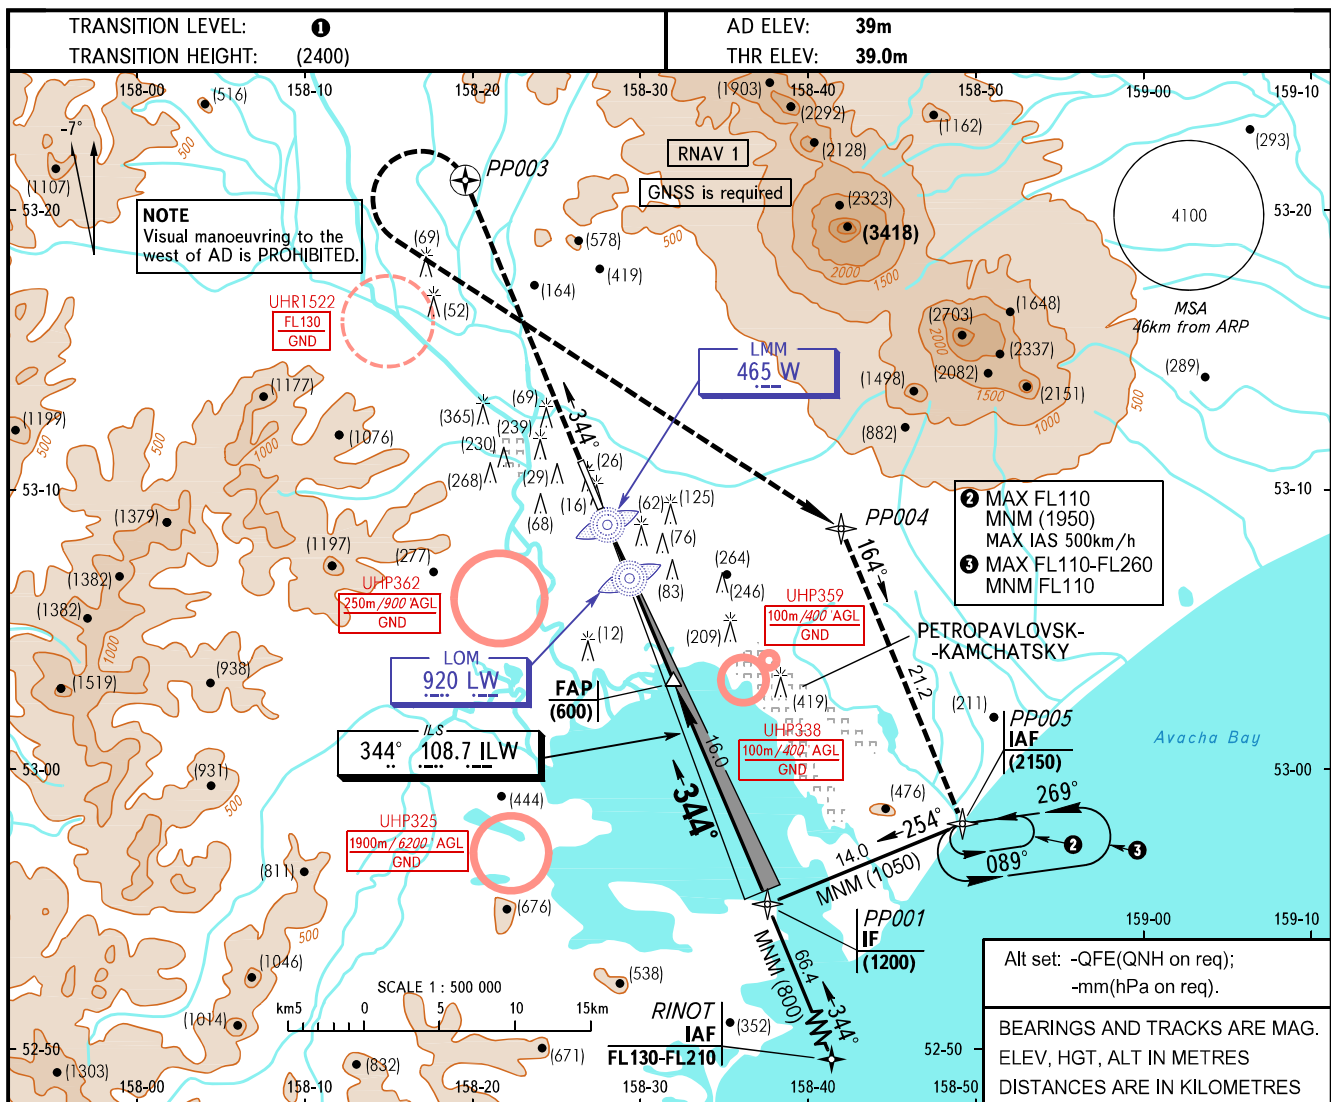 TRANSITION LEVEL: ❶
TRANSITION HEIGHT: (2400)
AD ELEV: 39m
THR ELEV: 39.0m
158-00
158-10
158-20
158-30
158-40
158-50
159-00
159-10
(516)
(1903)
(2292)
(1162)
(293)
-7°
500
(2128)
RNAV 1
PP003
(1107)
GNSS is required
(2323)
4100
53-20
53-20
NOTE
Visual manoeuvring to the
west of AD is PROHIBITED.
(69)
(578)
500
(3418)
(419)
2000
1500
(164)
UHR1522
FL130
GND
(52)
(1648)
(2703)
MSA
46km from ARP
LMM
465 W
2000
(2337)
(289)
(2082)
(1498)
(2151)
1500
(1177)
500
(1199)
500
500
(365)
(69)
344°
(882)
1000
(1076)
(239)
1000
(230)
(26)
(268)
(29)
53-10
53-10
(16)
(62)
(125)
❷ MAX FL110
MNM (1950)
MAX IAS 500km/h
❸ MAX FL110-FL260
MNM FL110
(1379)
(68)
PP004
(76)
164°
(1197)
(277)
(264)
(1382)
UHP362
250m/900'AGL
GND
(83)
(246)
UHP359
100m/400'AGL
GND
(1382)
(12)
(209)
PETROPAVLOVSK-
-KAMCHATSKY
1000
LOM
920 LW
(938)
21.2
(1519)
FAP
(600)
(419)
(211)
PP005
IAF
(2150)
ILS
344° 108.7 ILW
UHP338
100m/400'AGL
GND
16.0
Avacha Bay
53-00
53-00
(931)
344°
(444)
(476)
269°
500
UHP325
1900m/6200'AGL
GND
254°
❷
❸
14.0
089°
(811)
MNM (1050)
(676)
PP001
IF
(1200)
159-00
159-10
500
MNM (800)
66.4
344°
(1046)
(538)
Alt set: -QFE(QNH on req);
-mm(hPa on req).
SCALE 1 : 500 000
km5
0
5
10
15km
RINOT
IAF
FL130-FL210
(352)
(1014)
BEARINGS AND TRACKS ARE MAG.
ELEV, HGT, ALT IN METRES
DISTANCES ARE IN KILOMETRES
52-50
52-50
(671)
(832)
(1303)
158-00
158-10
158-20
158-30
158-40
158-50